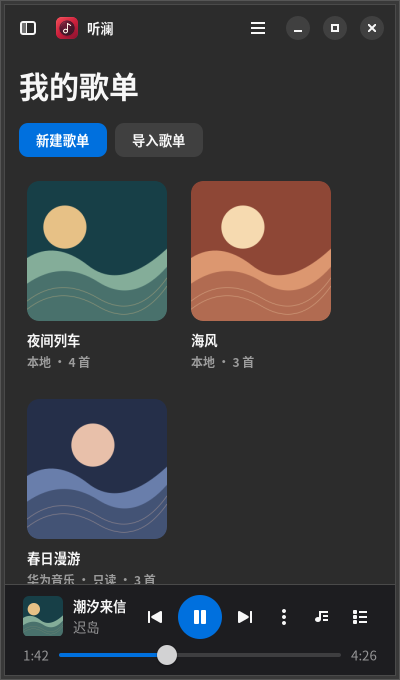 听澜
我的歌单
新建歌单
导入歌单
夜间列车
本地 · 4 首
海风
本地 · 3 首
春日漫游
华为音乐 · 只读 · 3 首
潮汐来信
迟岛
1:42
4:26